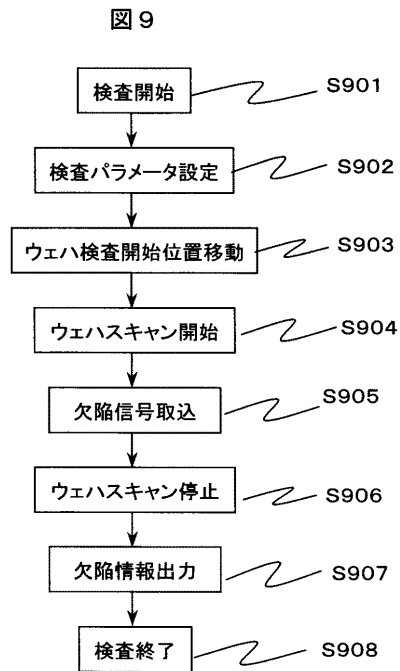 図9
検査開始
S901
検査パラメータ設定
S902
ウェハ検査開始位置移動
S903
ウェハスキャン開始
S904
欠陥信号取込
S905
ウェハスキャン停止
S906
欠陥情報出力
S907
検査終了
S908